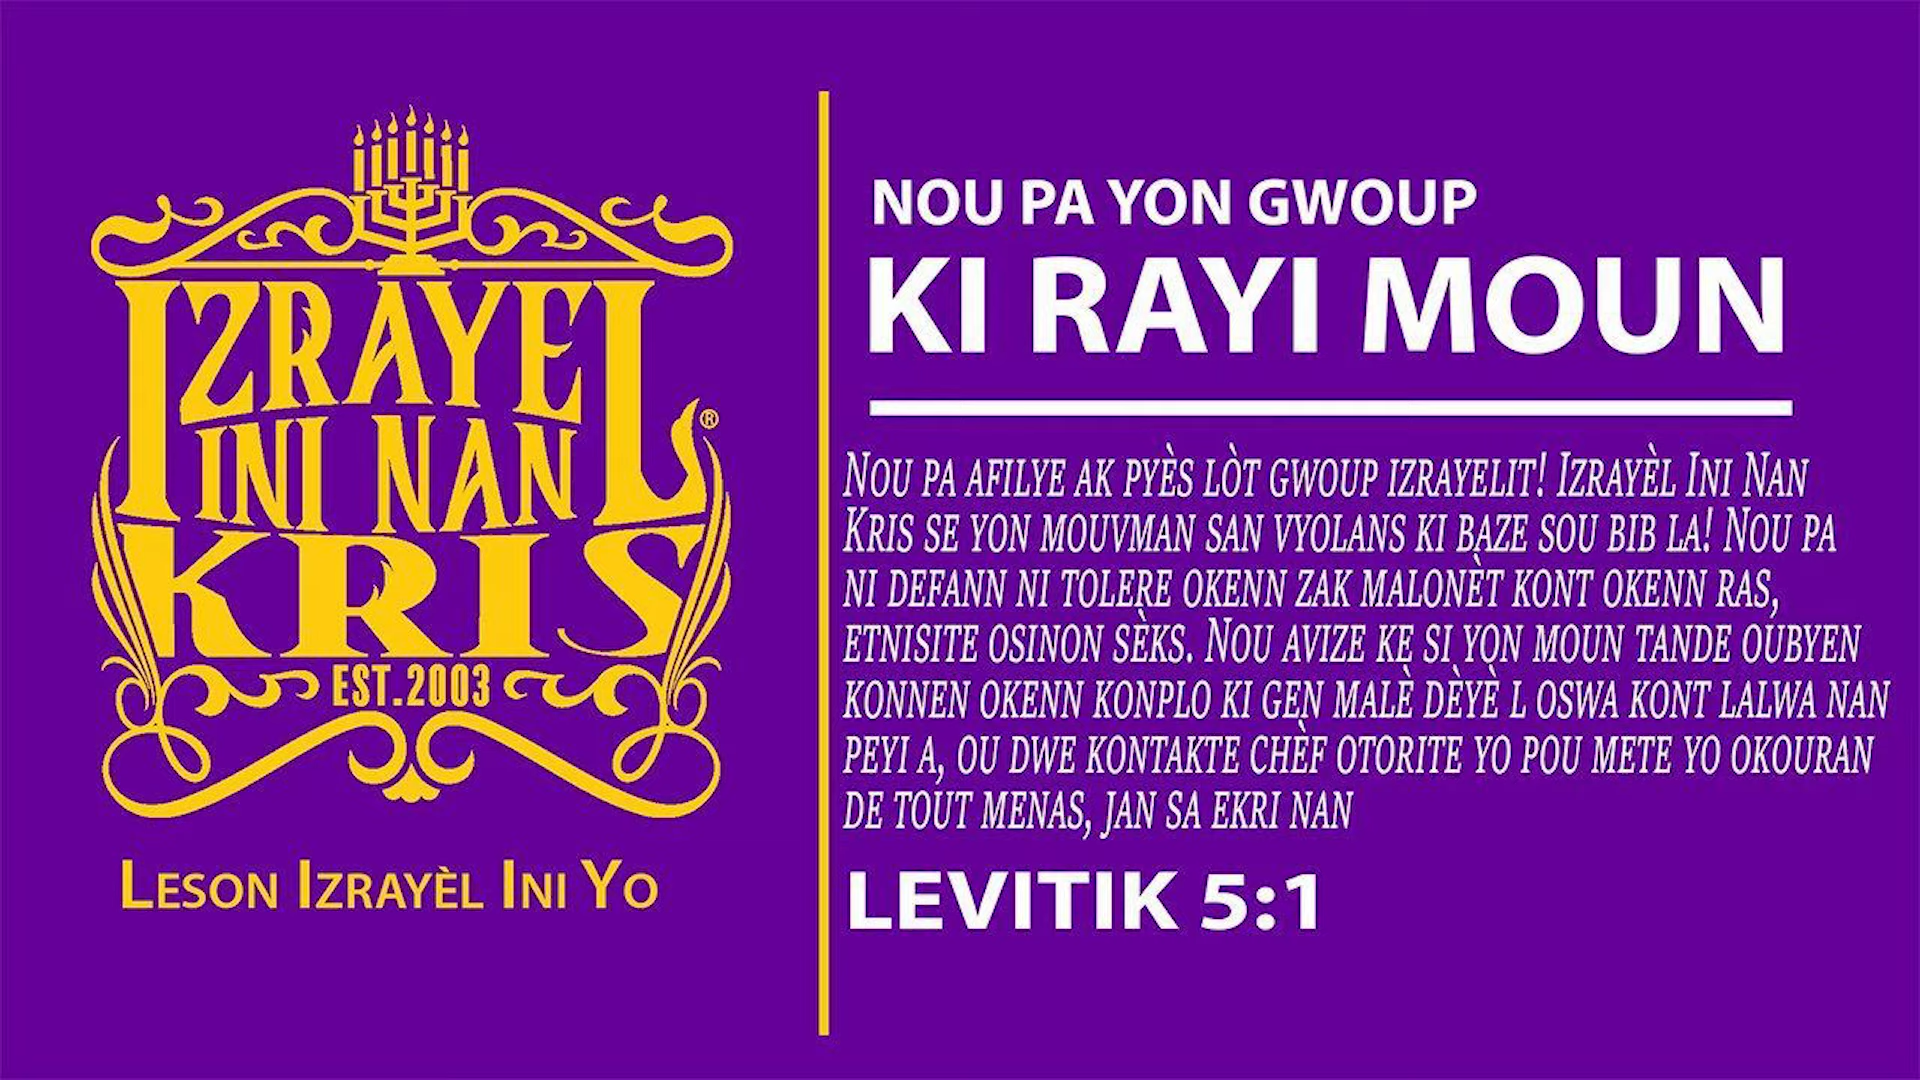 IZRAYEL
INI NAN
KRIS
®
EST.2003
LESON IZRAYÈL INI YO
NOU PA YON GWOUP
KI RAYI MOUN
NOU PA AFILYE AK PYÈS LÒT GWOUP IZRAYELIT! IZRAYÈL INI NAN
KRIS SE YON MOUVMAN SAN VYOLANS KI BAZE SOU BIB LA! NOU PA
NI DEFANN NI TOLERE OKENN ZAK MALONÈT KONT OKENN RAS,
ETNISITE OSINON SÈKS. NOU AVIZE KE SI YON MOUN TANDE OUBYEN
KONNEN OKENN KONPLO KI GEN MALÈ DÈYÈ L OSWA KONT LALWA NAN
PEYI A, OU DWE KONTAKTE CHÈF OTORITE YO POU METE YO OKOURAN
DE TOUT MENAS, JAN SA EKRI NAN
LEVITIK 5:1